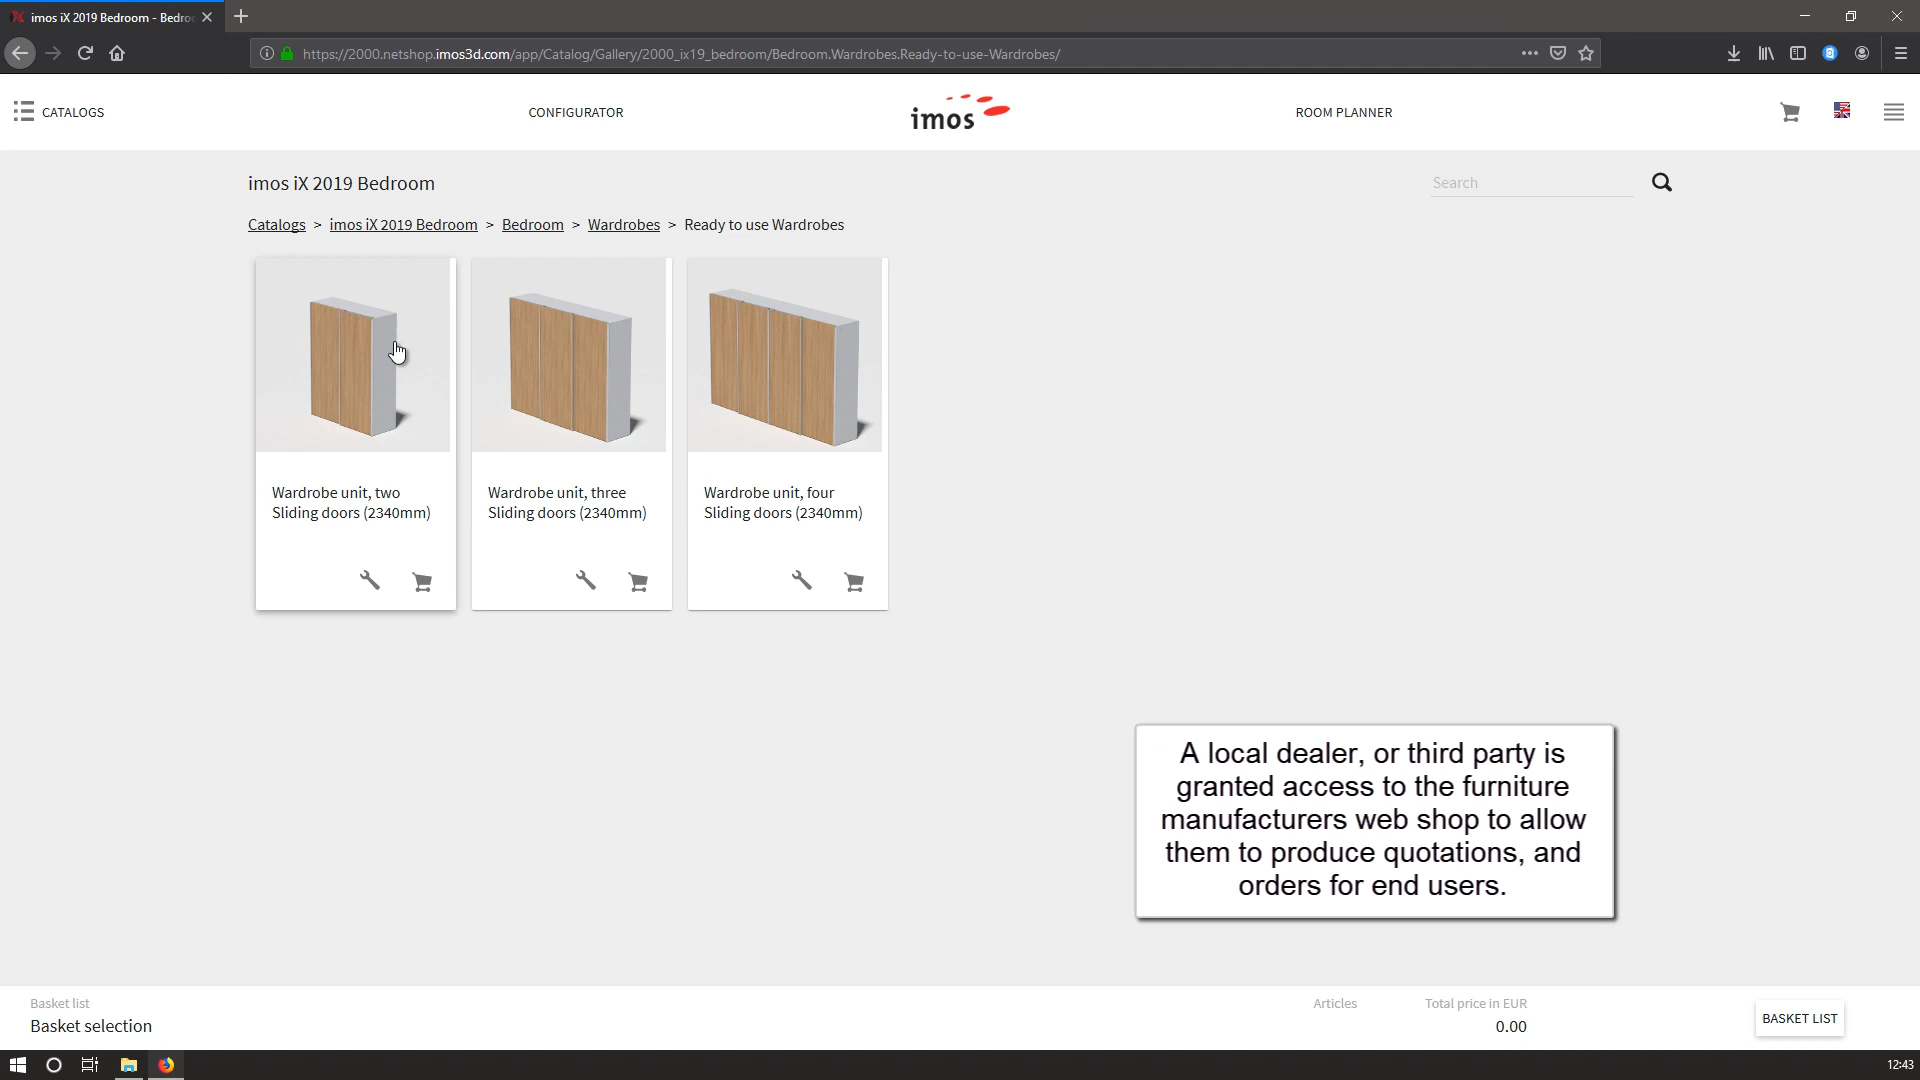 imos iX 2019 Bedroom - Bedroo
https://2000.netshop.imos3d.com/app/Catalog/Gallery/2000_ix19_bedroom/Bedroom.Wardrobes.Ready-to-use-Wardrobes/
CATALOGS
CONFIGURATOR
imos
ROOM PLANNER
imos iX 2019 Bedroom
Search
Catalogs > imos iX 2019 Bedroom > Bedroom > Wardrobes > Ready to use Wardrobes
Wardrobe unit, two
Sliding doors (2340mm)
Wardrobe unit, three
Sliding doors (2340mm)
Wardrobe unit, four
Sliding doors (2340mm)
A local dealer, or third party is
granted access to the furniture
manufacturers web shop to allow
them to produce quotations, and
orders for end users.
Basket list
Basket selection
Articles
Total price in EUR
0.00
BASKET LIST
12:43